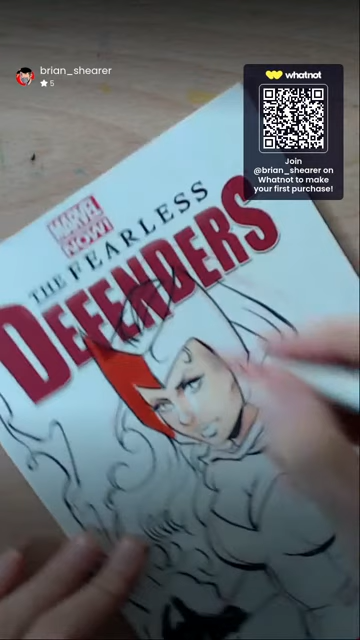 brian_shearer
★ 5
whatnot
Join
@brian_shearer on
Whatnot to make
your first purchase!
MARVEL
NOW!
THE FEARLESS
DEFENDERS